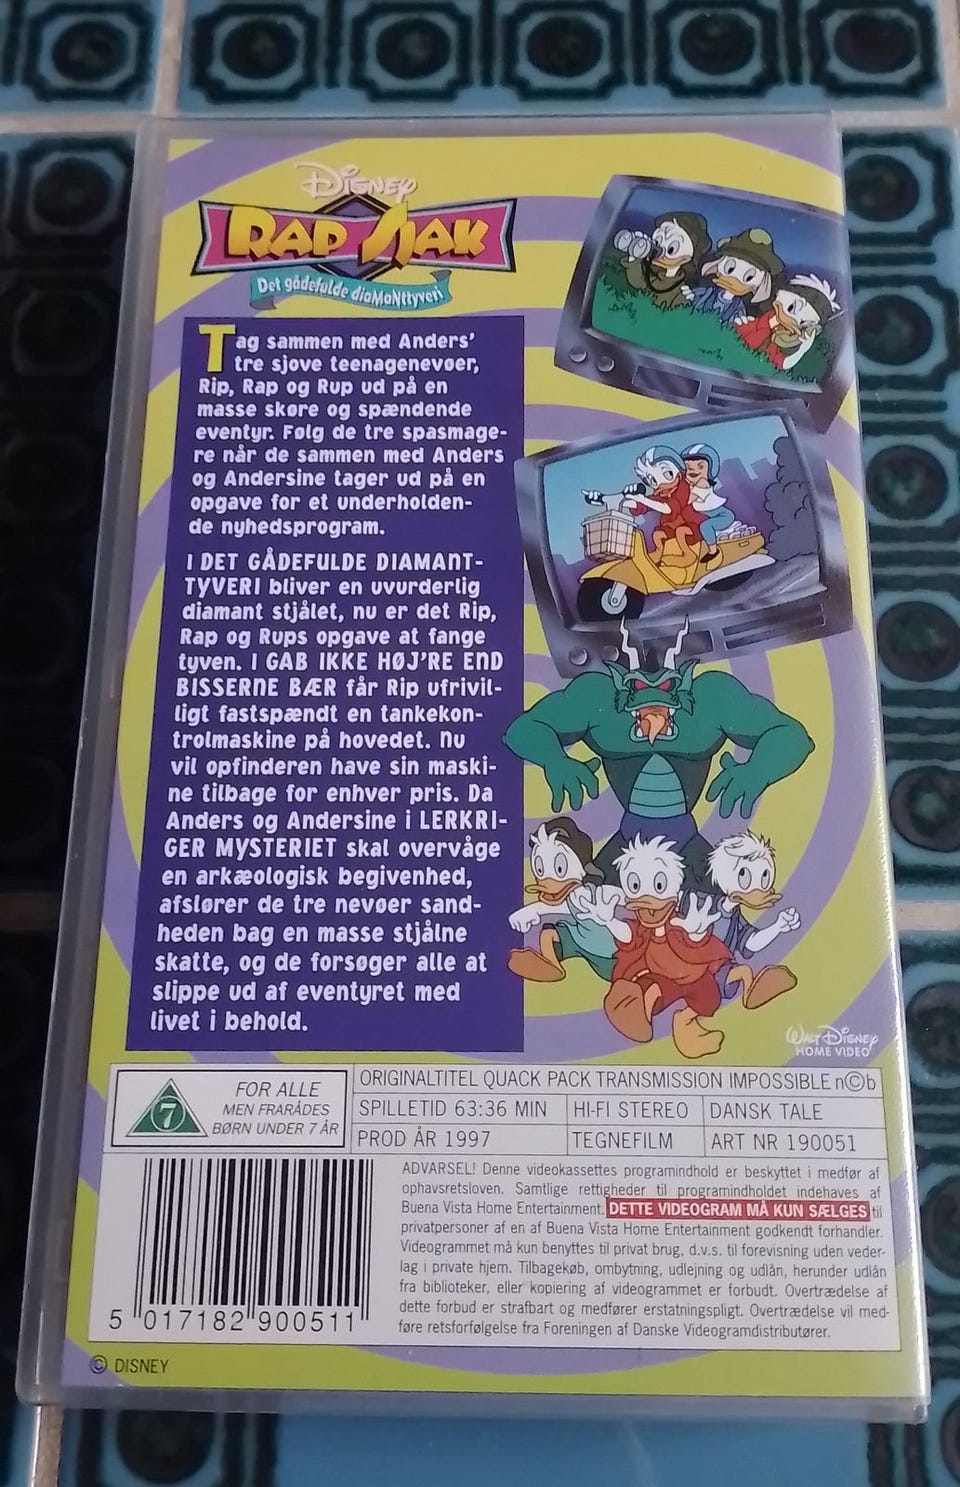 DISNEY
RAP SJAK
Det gådefulde diamanttyveri
Tag sammen med Anders'
tre sjove teenagenevøer,
Rip, Rap og Rup ud på en
masse skøre og spændende
eventyr. Følg de tre spasmage-
re når de sammen med Anders
og Andersine tager ud på en
opgave for et underholden-
de nyhedsprogram.
I DET GÅDEFULDE DIAMANT-
TYVERI bliver en uvurderlig
diamant stjålet, nu er det Rip,
Rap og Rups opgave at fange
tyven. I GAB IKKE HØJ'RE END
BISSERNE BÆR får Rip ufrivil-
ligt fastspændt en tankekon-
trolmaskine på hovedet. Nu
vil opfinderen have sin maski-
ne tilbage for enhver pris. Da
Anders og Andersine i LERKRI-
GER MYSTERIET skal overvåge
en arkæologisk begivenhed,
afslører de tre nevøer sand-
heden bag en masse stjålne
skatte, og de forsøger alle at
slippe ud af eventyret med
livet i behold.
WALT DISNEY
HOME VIDEO
7
FOR ALLE
MEN FRARÅDES
BØRN UNDER 7 ÅR
ORIGINALTITEL QUACK PACK TRANSMISSION IMPOSSIBLE n©b
SPILLETID 63:36 MIN HI-FI STEREO DANSK TALE
PROD ÅR 1997 TEGNEFILM ART NR 190051
ADVARSEL! Denne videokassettes programindhold er beskyttet i medfør af
ophavsretsloven. Samtlige rettigheder til programindholdet indehaves af
Buena Vista Home Entertainment. DETTE VIDEOGRAM MÅ KUN SÆLGES til
privatpersoner af en af Buena Vista Home Entertainment godkendt forhandler.
Videogrammet må kun benyttes til privat brug, d.v.s. til forevisning uden veder-
lag i private hjem. Tilbagekøb, ombytning, udlejning og udlån, herunder udlån
fra biblioteker, eller kopiering af videogrammet er forbudt. Overtrædelse af
dette forbud er strafbart og medfører erstatningspligt. Overtrædelse vil med-
føre retsforfølgelse fra Foreningen af Danske Videogramdistributører.
5 017182 900511
© DISNEY